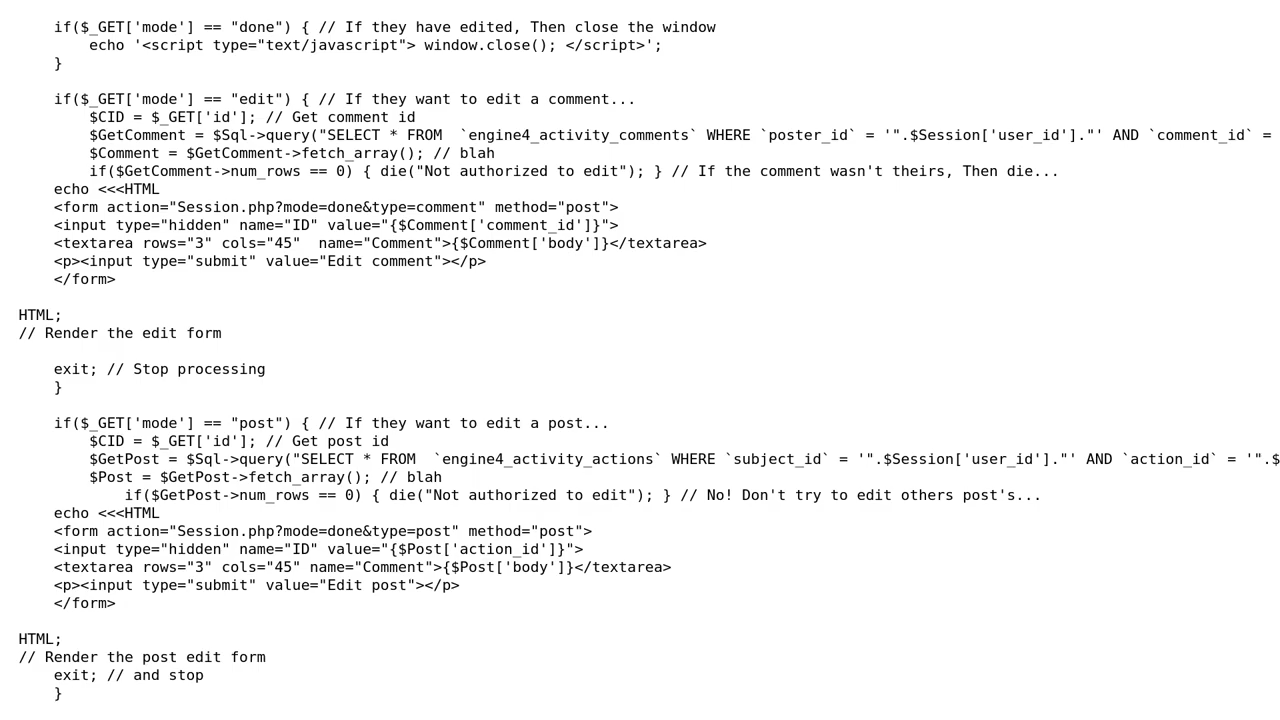 if($_GET['mode'] == "done") { // If they have edited, Then close the window
echo '<script type="text/javascript"> window.close(); </script>';
}
if($_GET['mode'] == "edit") { // If they want to edit a comment...
$CID = $_GET['id']; // Get comment id
$GetComment = $Sql->query("SELECT * FROM  `engine4_activity_comments` WHERE `poster_id` = '".$Session['user_id']."' AND `comment_id` =
$Comment = $GetComment->fetch_array(); // blah
if($GetComment->num_rows == 0) { die("Not authorized to edit"); } // If the comment wasn't theirs, Then die...
echo <<<HTML
<form action="Session.php?mode=done&type=comment" method="post">
<input type="hidden" name="ID" value="{$Comment['comment_id']}">
<textarea rows="3" cols="45"  name="Comment">{$Comment['body']}</textarea>
<p><input type="submit" value="Edit comment"></p>
</form>
HTML;
// Render the edit form
exit; // Stop processing
}
if($_GET['mode'] == "post") { // If they want to edit a post...
$CID = $_GET['id']; // Get post id
$GetPost = $Sql->query("SELECT * FROM  `engine4_activity_actions` WHERE `subject_id` = '".$Session['user_id']."' AND `action_id` = '".$
$Post = $GetPost->fetch_array(); // blah
if($GetPost->num_rows == 0) { die("Not authorized to edit"); } // No! Don't try to edit others post's...
echo <<<HTML
<form action="Session.php?mode=done&type=post" method="post">
<input type="hidden" name="ID" value="{$Post['action_id']}">
<textarea rows="3" cols="45" name="Comment">{$Post['body']}</textarea>
<p><input type="submit" value="Edit post"></p>
</form>
HTML;
// Render the post edit form
exit; // and stop
}